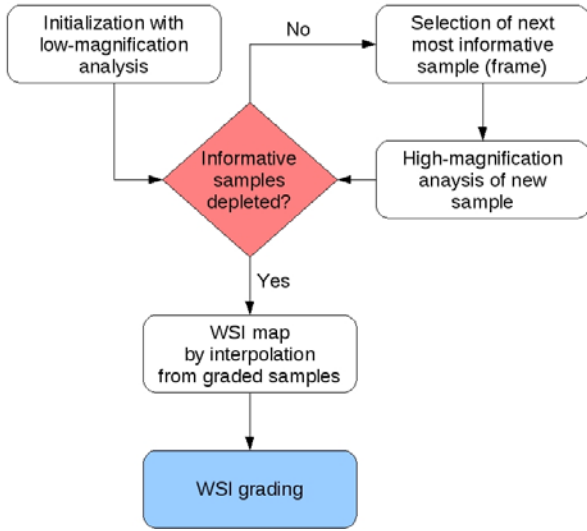 Initialization with
low-magnification
analysis
No
Selection of next
most informative
sample (frame)
Informative
samples
depleted?
High-magnification
anaysis of new
sample
Yes
WSI map
by interpolation
from graded samples
WSI grading